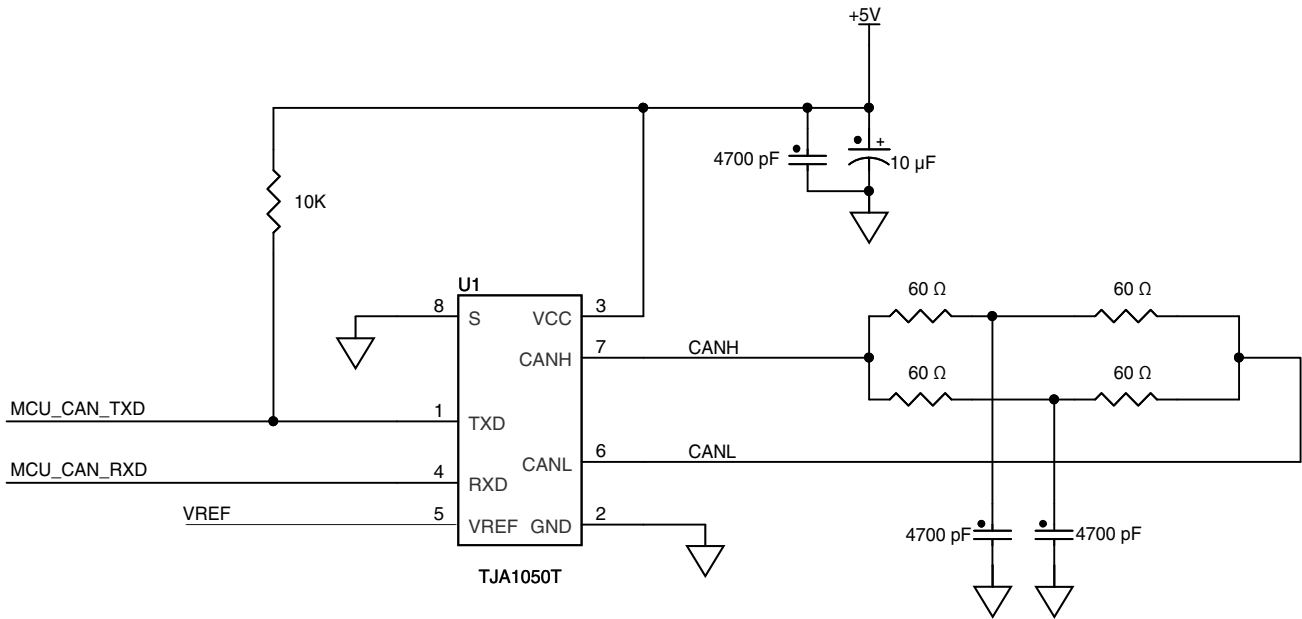 +5V
4700 pF
+
10 µF
10K
U1
8
S
VCC
3
60 Ω
60 Ω
CANH
7
CANH
60 Ω
60 Ω
MCU_CAN_TXD
1
TXD
CANL
6
CANL
MCU_CAN_RXD
4
RXD
VREF
5
VREF
GND
2
4700 pF
4700 pF
TJA1050T